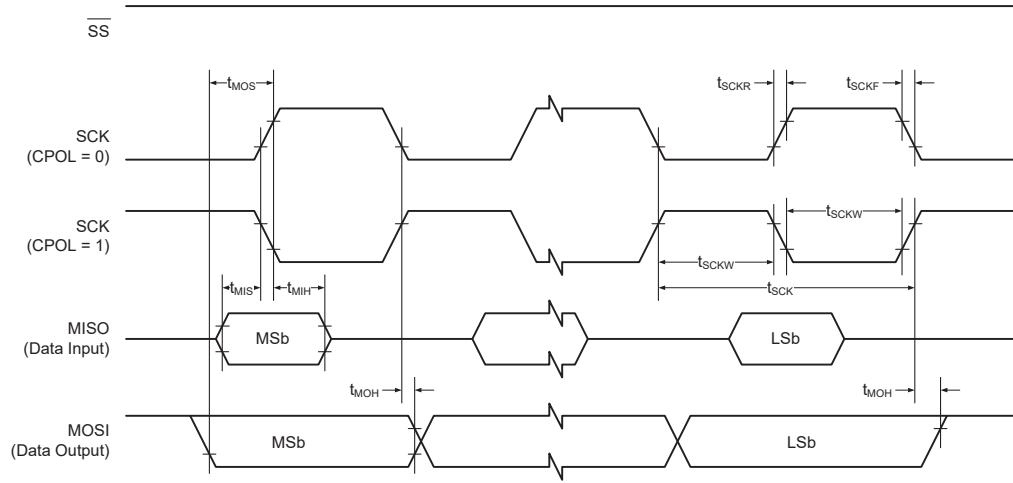 SS
tMOS
tSCKR
tSCKF
SCK
(CPOL = 0)
SCK
(CPOL = 1)
tSCKW
tSCKW
tSCK
tMIS
tMIH
MISO
(Data Input)
MSb
LSb
tMOH
tMOH
MOSI
(Data Output)
MSb
LSb